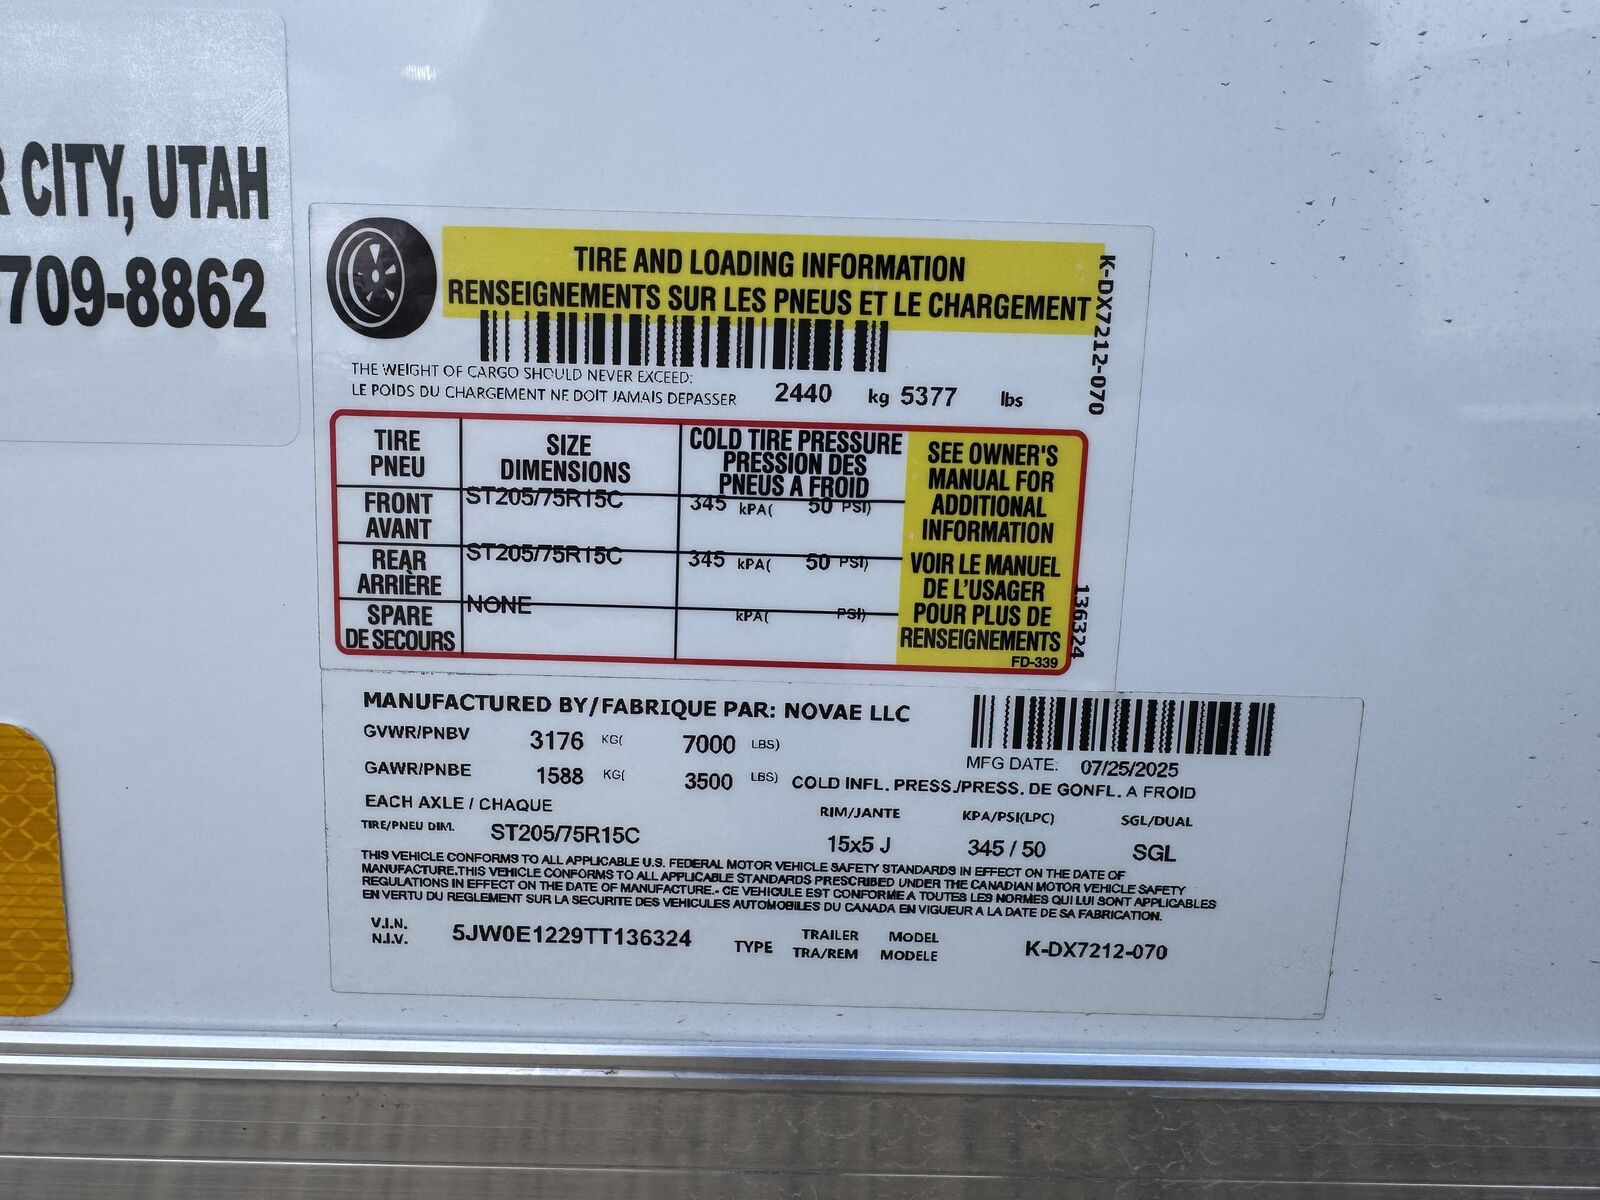 CITY, UTAH
709-8862
TIRE AND LOADING INFORMATION
RENSEIGNEMENTS SUR LES PNEUS ET LE CHARGEMENT
K-DX7212-070
THE WEIGHT OF CARGO SHOULD NEVER EXCEED:
LE POIDS DU CHARGEMENT NE DOIT JAMAIS DEPASSER 2440 kg 5377 lbs
TIRE
PNEU
SIZE
DIMENSIONS
COLD TIRE PRESSURE
PRESSION DES
PNEUS A FROID
FRONT
AVANT
ST205/75R15C
345 kPA( 50 PSI)
REAR
ARRIÈRE
ST205/75R15C
345 kPA( 50 PSI)
SPARE
DE SECOURS
NONE
kPA( PSI)
SEE OWNER'S
MANUAL FOR
ADDITIONAL
INFORMATION
VOIR LE MANUEL
DE L'USAGER
POUR PLUS DE
RENSEIGNEMENTS
FD-339
136324
MANUFACTURED BY/FABRIQUE PAR: NOVAE LLC
GVWR/PNBV 3176 KG( 7000 LBS)
MFG DATE: 07/25/2025
GAWR/PNBE 1588 KG( 3500 LBS) COLD INFL. PRESS./PRESS. DE GONFL. A FROID
EACH AXLE / CHAQUE
RIM/JANTE KPA/PSI(LPC) SGL/DUAL
TIRE/PNEU DIM. ST205/75R15C 15x5 J 345 / 50 SGL
THIS VEHICLE CONFORMS TO ALL APPLICABLE U.S. FEDERAL MOTOR VEHICLE SAFETY STANDARDS IN EFFECT ON THE DATE OF
MANUFACTURE.THIS VEHICLE CONFORMS TO ALL APPLICABLE STANDARDS PRESCRIBED UNDER THE CANADIAN MOTOR VEHICLE SAFETY
REGULATIONS IN EFFECT ON THE DATE OF MANUFACTURE.- CE VEHICULE EST CONFORME A TOUTES LES NORMES QUI LUI SONT APPLICABLES
EN VERTU DU REGLEMENT SUR LA SECURITE DES VEHICULES AUTOMOBILES DU CANADA EN VIGUEUR A LA DATE DE SA FABRICATION.
V.I.N.
N.I.V.
5JW0E1229TT136324
TYPE
TRAILER
TRA/REM
MODEL
MODELE
K-DX7212-070